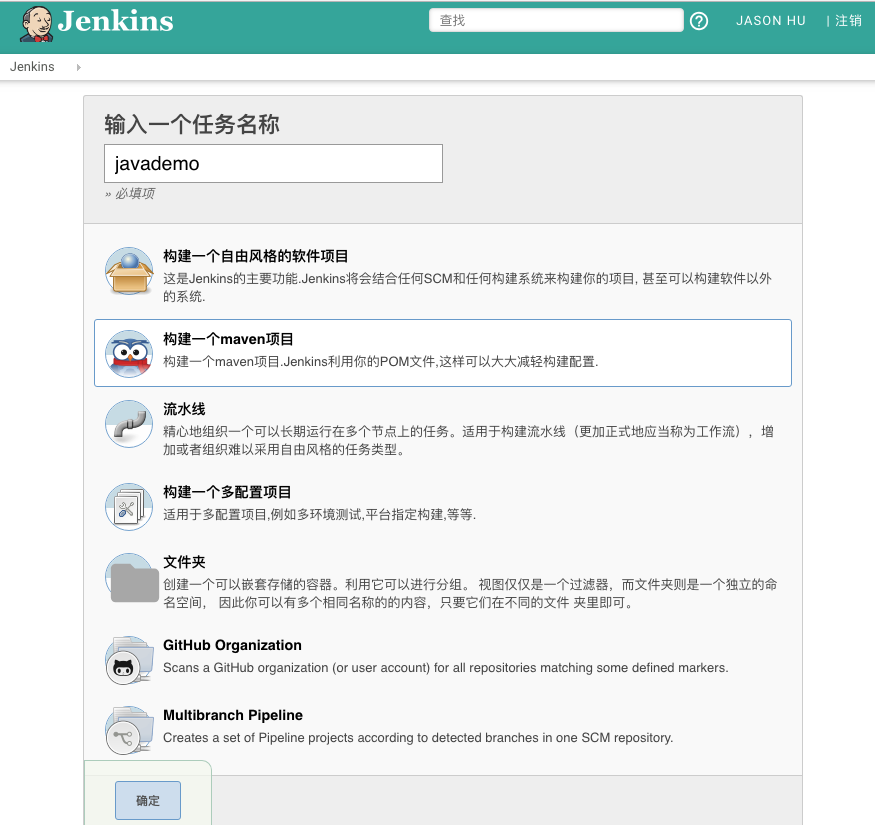 Jenkins
查找
JASON HU
| 注销
Jenkins
输入一个任务名称
javademo
» 必填项
构建一个自由风格的软件项目
这是Jenkins的主要功能.Jenkins将会结合任何SCM和任何构建系统来构建你的项目, 甚至可以构建软件以外
的系统.
构建一个maven项目
构建一个maven项目.Jenkins利用你的POM文件,这样可以大大减轻构建配置.
流水线
精心地组织一个可以长期运行在多个节点上的任务。适用于构建流水线（更加正式地应当称为工作流），增
加或者组织难以采用自由风格的任务类型。
构建一个多配置项目
适用于多配置项目,例如多环境测试,平台指定构建,等等.
文件夹
创建一个可以嵌套存储的容器。利用它可以进行分组。 视图仅仅是一个过滤器，而文件夹则是一个独立的命
名空间， 因此你可以有多个相同名称的的内容，只要它们在不同的文件 夹里即可。
GitHub Organization
Scans a GitHub organization (or user account) for all repositories matching some defined markers.
Multibranch Pipeline
Creates a set of Pipeline projects according to detected branches in one SCM repository.
确定